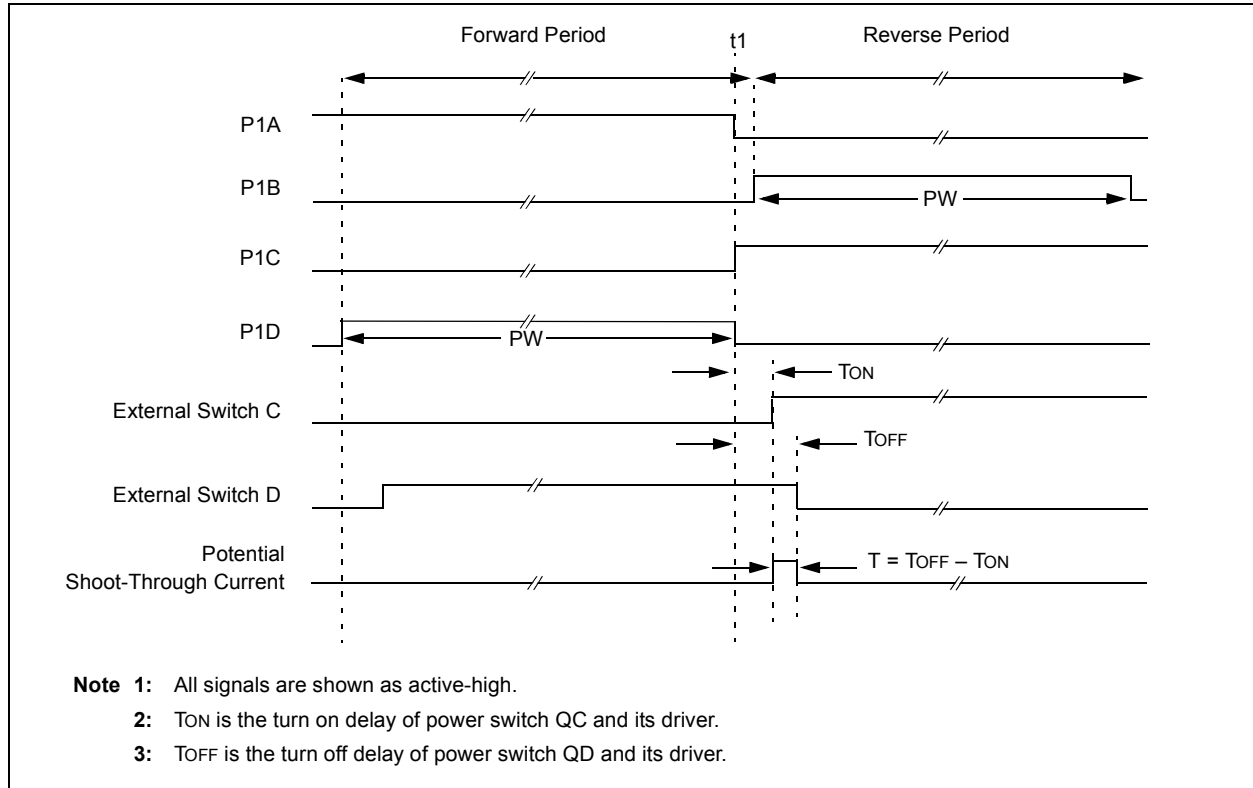 Forward Period
t1
Reverse Period
P1A
P1B
PW
P1C
P1D
PW
TON
External Switch C
TOFF
External Switch D
Potential
Shoot-Through Current
T = TOFF – TON
Note 1: All signals are shown as active-high.
2: TON is the turn on delay of power switch QC and its driver.
3: TOFF is the turn off delay of power switch QD and its driver.